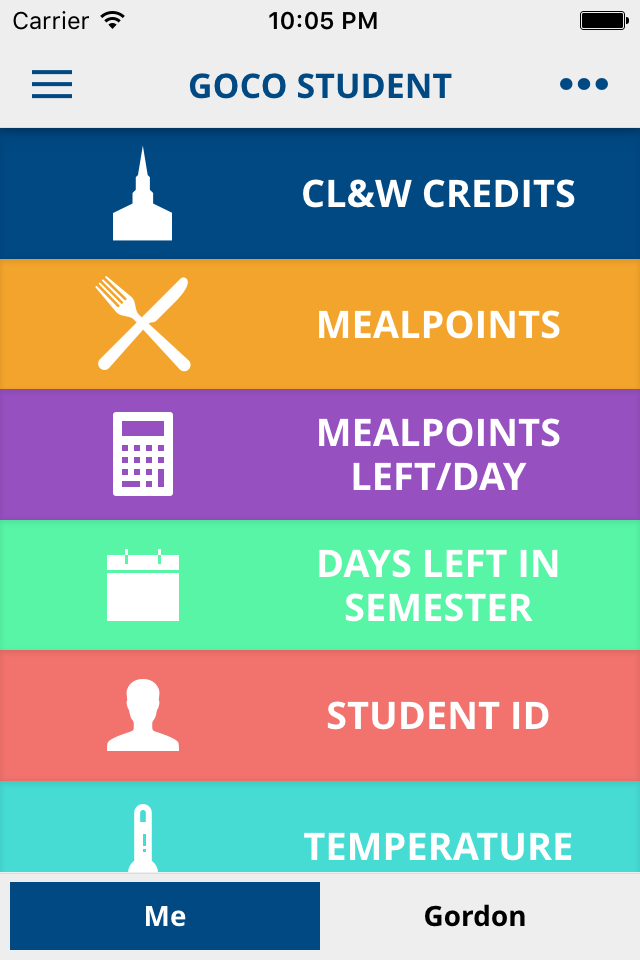 Carrier 10:05 PM
GOCO STUDENT
CL&W CREDITS
MEALPOINTS
MEALPOINTS
LEFT/DAY
DAYS LEFT IN
SEMESTER
STUDENT ID
TEMPERATURE
Me Gordon